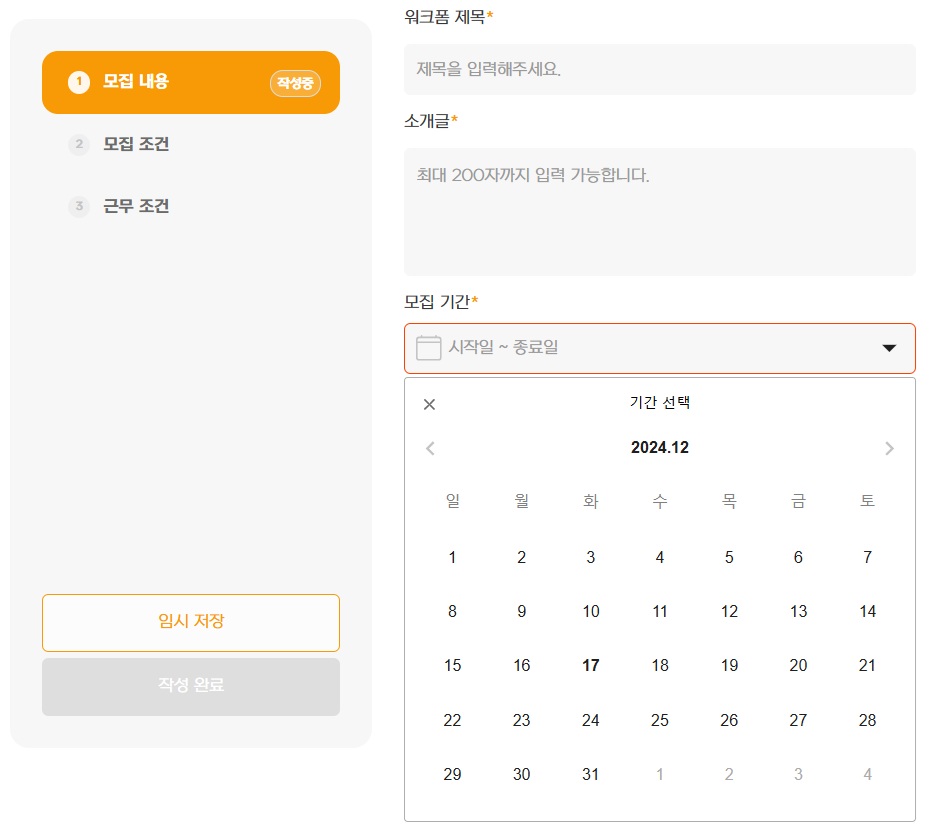 1 모집 내용 작성중
2 모집 조건
3 근무 조건
임시 저장
작성 완료
워크폼 제목*
제목을 입력해주세요.
소개글*
최대 200자까지 입력 가능합니다.
모집 기간*
시작일 ~ 종료일
기간 선택
2024.12
일 월 화 수 목 금 토
1 2 3 4 5 6 7
8 9 10 11 12 13 14
15 16 17 18 19 20 21
22 23 24 25 26 27 28
29 30 31 1 2 3 4